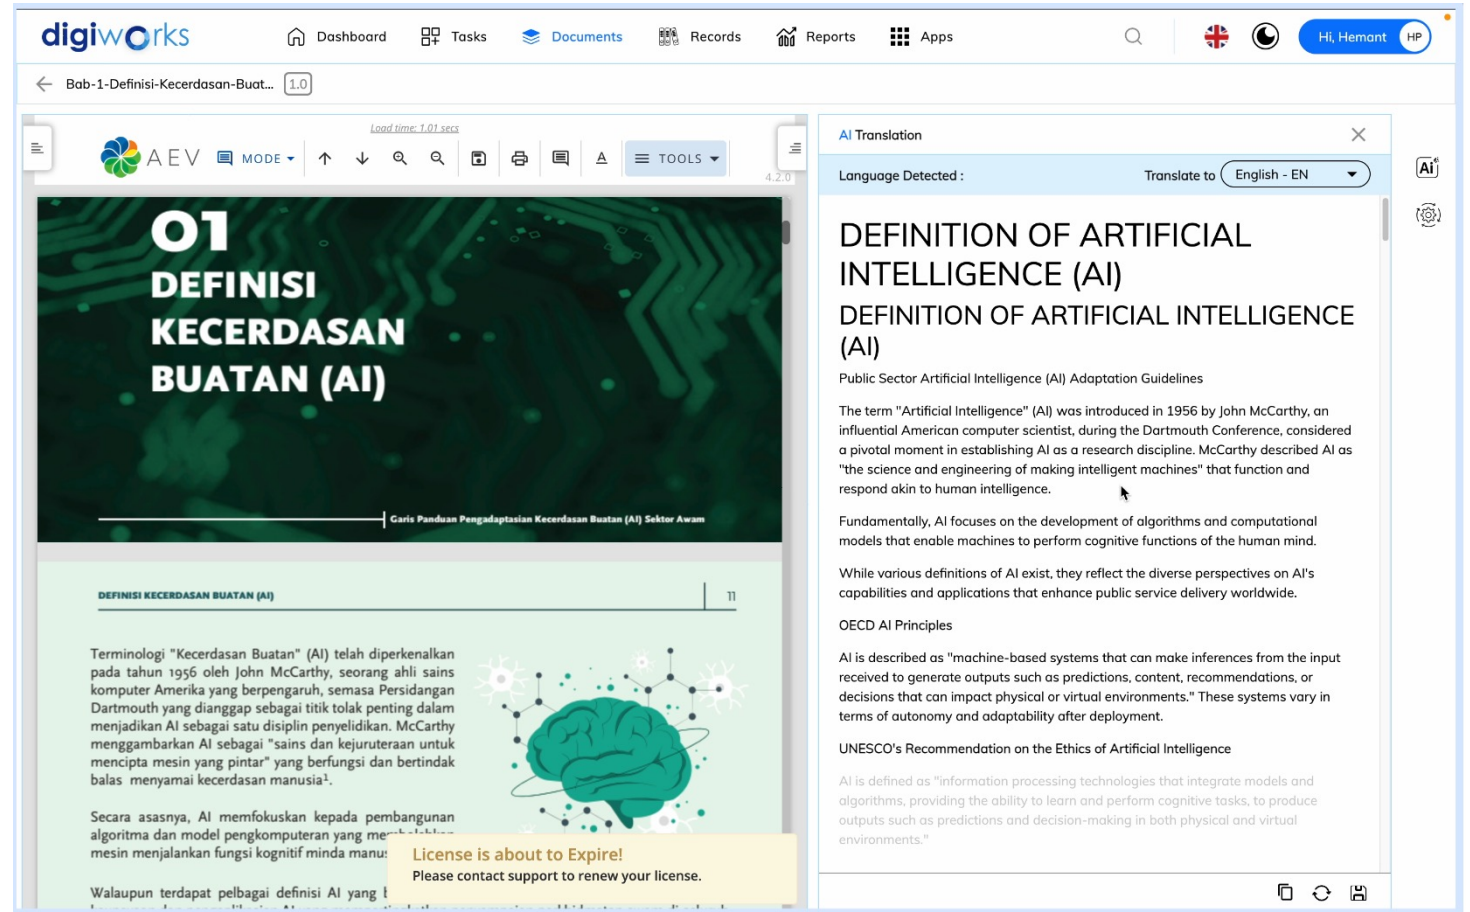 digiworks
Dashboard
Tasks
Documents
Records
Reports
Apps
Hi, Hemant
HP
Bab-1-Definisi-Kecerdasan-Buat...
1.0
Load time: 1.01 secs
AEV
MODE
A
TOOLS
4.2.0
01
DEFINISI
KECERDASAN
BUATAN (AI)
Garis Panduan Pengadaptasian Kecerdasan Buatan (AI) Sektor Awam
DEFINISI KECERDASAN BUATAN (AI)
11
Terminologi "Kecerdasan Buatan" (AI) telah diperkenalkan
pada tahun 1956 oleh John McCarthy, seorang ahli sains
komputer Amerika yang berpengaruh, semasa Persidangan
Dartmouth yang dianggap sebagai titik tolak penting dalam
menjadikan AI sebagai satu disiplin penyelidikan. McCarthy
menggambarkan AI sebagai "sains dan kejuruteraan untuk
mencipta mesin yang pintar" yang berfungsi dan bertindak
balas menyamai kecerdasan manusia¹.
Secara asasnya, AI memfokuskan kepada pembangunan
algoritma dan model pengkomputeran yang
mesin menjalankan fungsi kognitif minda
Walaupun terdapat pelbagai definisi AI yang
License is about to Expire!
Please contact support to renew your license.
AI Translation
Language Detected :
Translate to
English - EN
DEFINITION OF ARTIFICIAL
INTELLIGENCE (AI)
DEFINITION OF ARTIFICIAL INTELLIGENCE
(AI)
Public Sector Artificial Intelligence (AI) Adaptation Guidelines
The term "Artificial Intelligence" (AI) was introduced in 1956 by John McCarthy, an
influential American computer scientist, during the Dartmouth Conference, considered
a pivotal moment in establishing AI as a research discipline. McCarthy described AI as
"the science and engineering of making intelligent machines" that function and
respond akin to human intelligence.
Fundamentally, AI focuses on the development of algorithms and computational
models that enable machines to perform cognitive functions of the human mind.
While various definitions of AI exist, they reflect the diverse perspectives on AI's
capabilities and applications that enhance public service delivery worldwide.
OECD AI Principles
AI is described as "machine-based systems that can make inferences from the input
received to generate outputs such as predictions, content, recommendations, or
decisions that can impact physical or virtual environments." These systems vary in
terms of autonomy and adaptability after deployment.
UNESCO's Recommendation on the Ethics of Artificial Intelligence
AI is defined as "information processing technologies that integrate models and
algorithms, providing the ability to learn and perform cognitive tasks, to produce
outputs such as predictions and decision-making in both physical and virtual
environments."
Ai